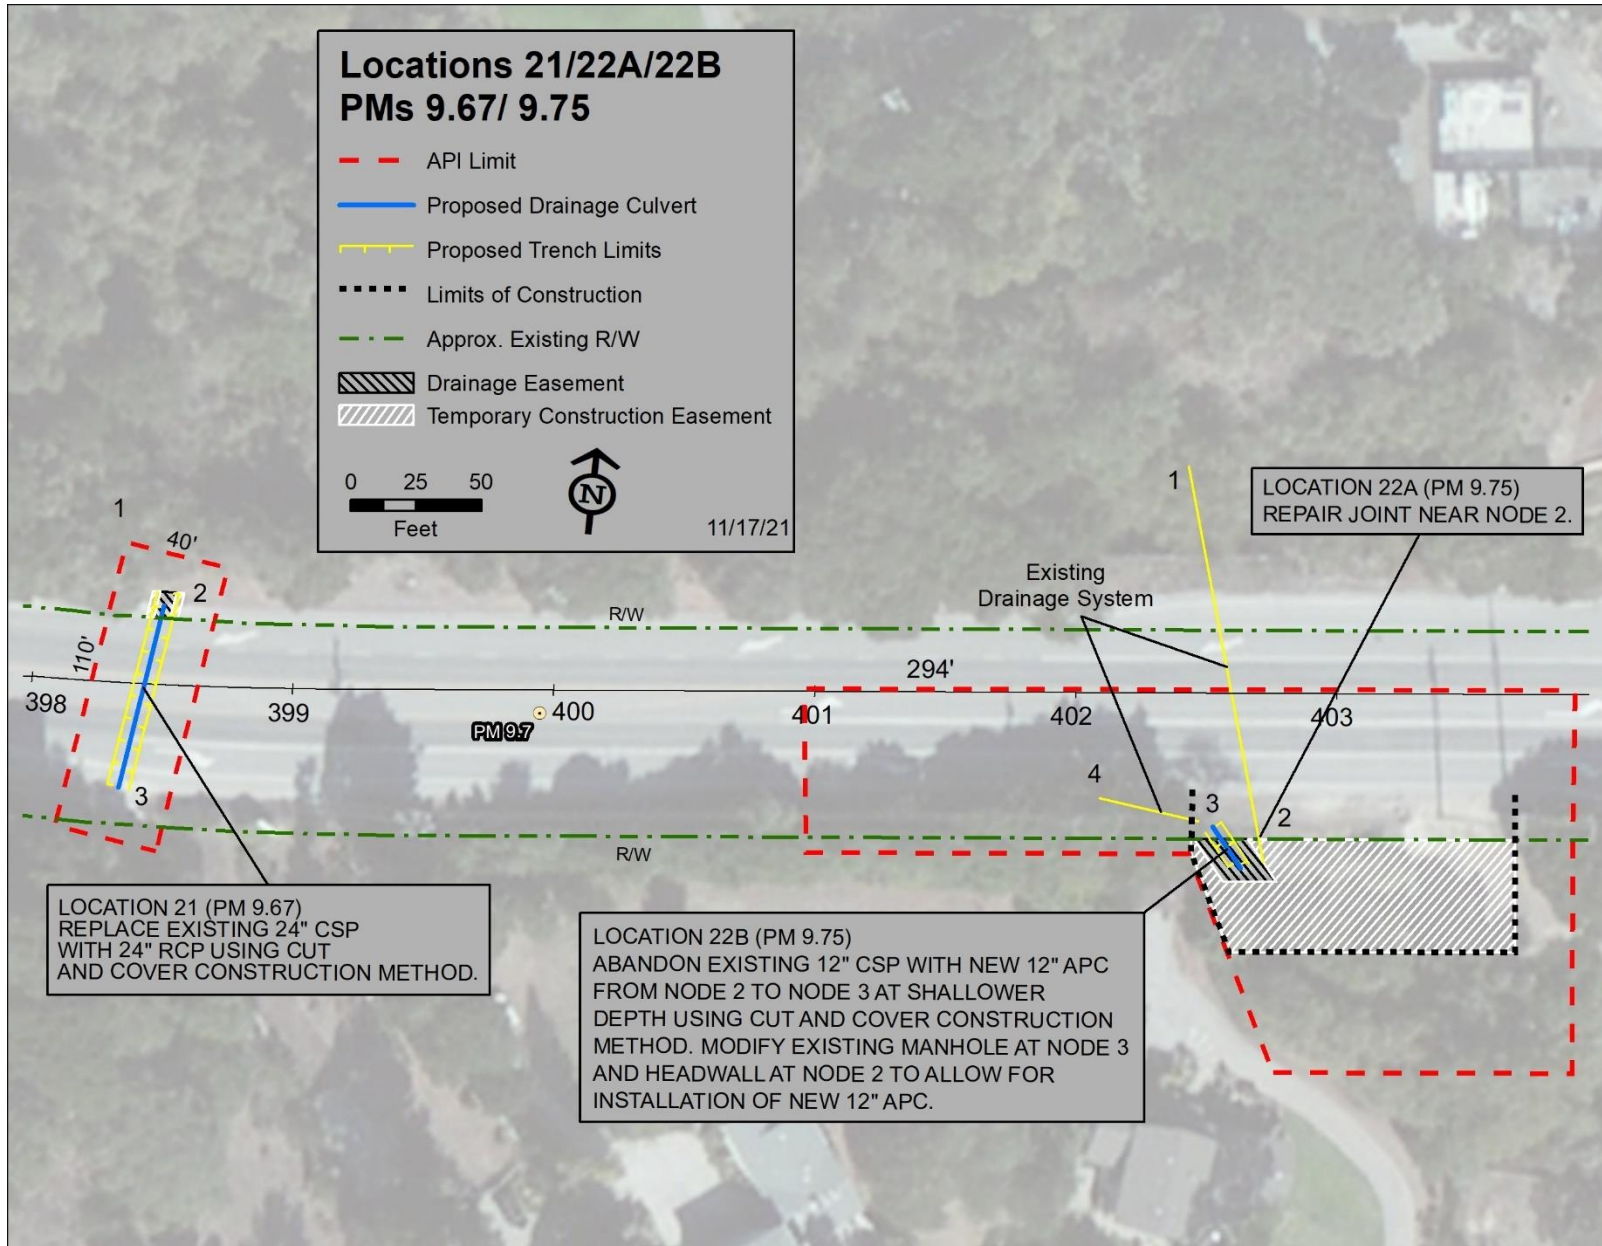 Locations 21/22A/22B
PMs 9.67/ 9.75
API Limit
Proposed Drainage Culvert
Proposed Trench Limits
Limits of Construction
Approx. Existing R/W
Drainage Easement
Temporary Construction Easement
0 25 50
Feet
N
11/17/21
1
40'
2
110'
3
398
399
PM 9.7
400
401
402
403
R/W
294'
R/W
1
Existing
Drainage System
4
3
2
LOCATION 22A (PM 9.75)
REPAIR JOINT NEAR NODE 2.
LOCATION 21 (PM 9.67)
REPLACE EXISTING 24" CSP
WITH 24" RCP USING CUT
AND COVER CONSTRUCTION METHOD.
LOCATION 22B (PM 9.75)
ABANDON EXISTING 12" CSP WITH NEW 12" APC
FROM NODE 2 TO NODE 3 AT SHALLOWER
DEPTH USING CUT AND COVER CONSTRUCTION
METHOD. MODIFY EXISTING MANHOLE AT NODE 3
AND HEADWALL AT NODE 2 TO ALLOW FOR
INSTALLATION OF NEW 12" APC.